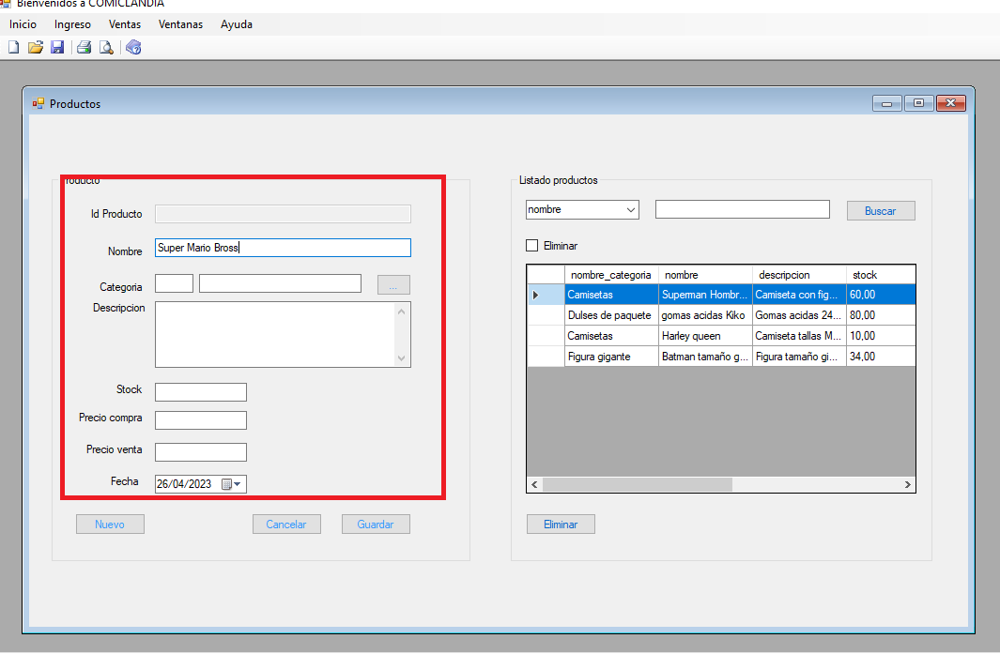 Bienvenidos a COMICLANDIA
Inicio Ingreso Ventas Ventanas Ayuda
Productos
Producto
Id Producto
Nombre Super Mario Bross
Categoria ...
Descripcion
Stock
Precio compra
Precio venta
Fecha 26/04/2023
Nuevo Cancelar Guardar
Listado productos
nombre Buscar
Eliminar
nombre_categoria nombre descripcion stock
Camisetas Superman Hombr... Camiseta con fig... 60,00
Dulses de paquete gomas acidas Kiko Gomas acidas 24... 80,00
Camisetas Harley queen Camiseta tallas M... 10,00
Figura gigante Batman tamaño g... Figura tamaño gi... 34,00
Eliminar